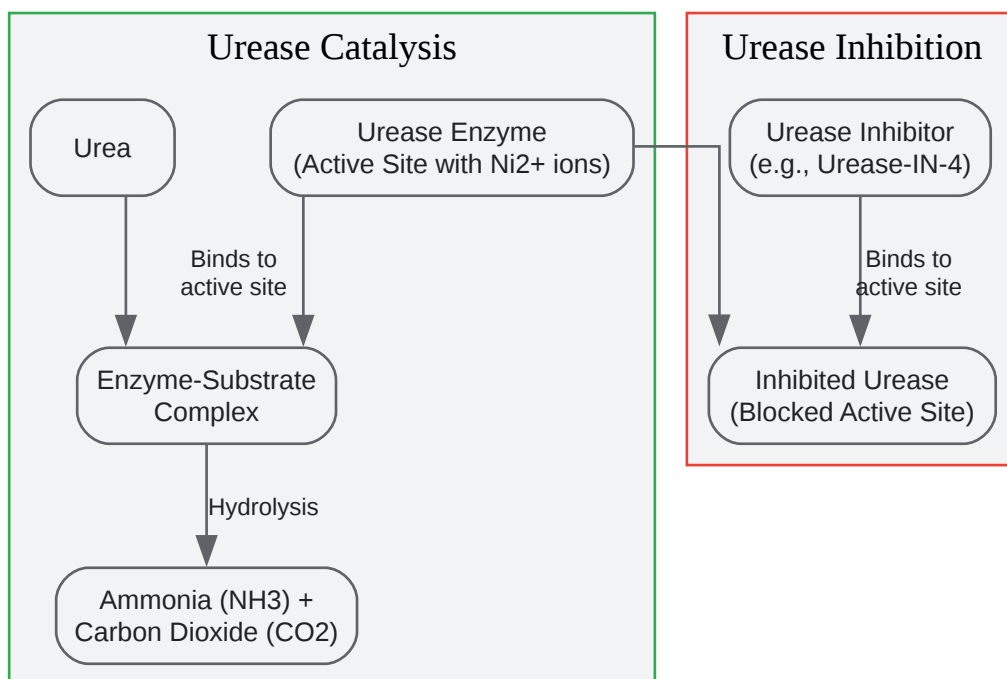 Urease Catalysis
Urea
Urease Enzyme
(Active Site with Ni2+ ions)
Binds to
active site
Enzyme-Substrate
Complex
Hydrolysis
Ammonia (NH3) +
Carbon Dioxide (CO2)
Urease Inhibition
Urease Inhibitor
(e.g., Urease-IN-4)
Binds to
active site
Inhibited Urease
(Blocked Active Site)